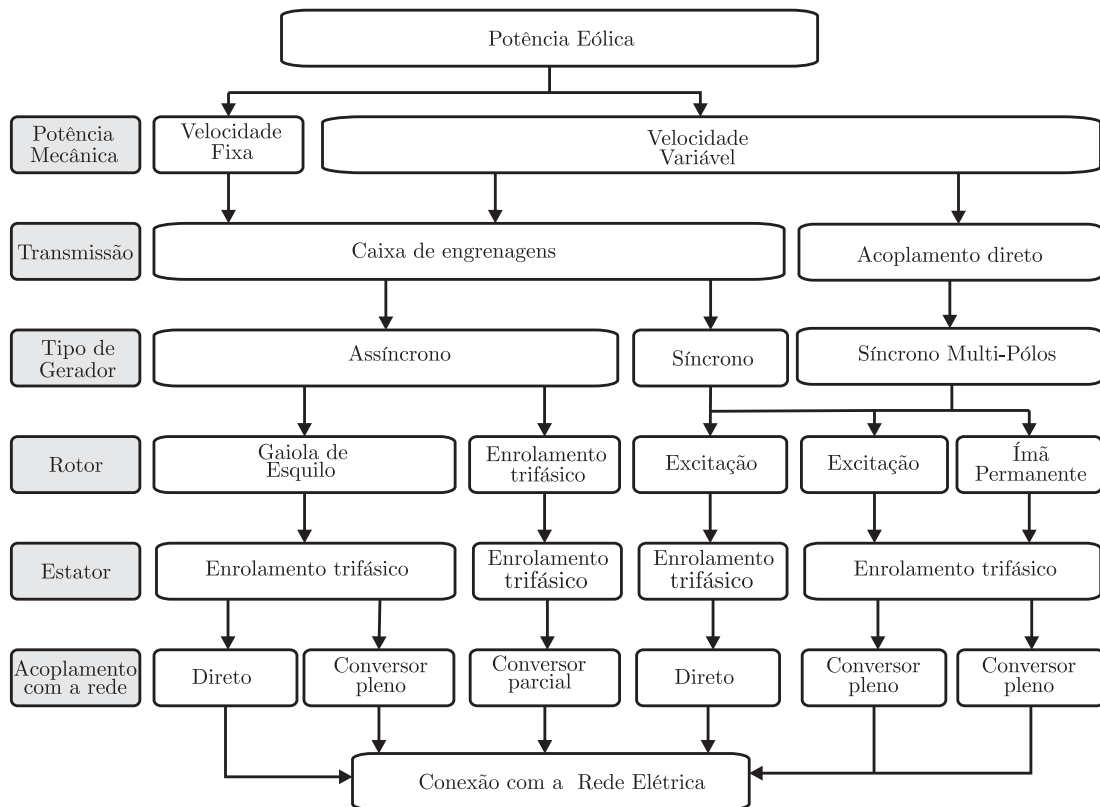 Potência Eólica
Potência
Mecânica
Velocidade
Fixa
Velocidade
Variável
Transmissão
Caixa de engrenagens
Acoplamento direto
Tipo de
Gerador
Assíncrono
Síncrono
Síncrono Multi-Pólos
Rotor
Gaiola de
Esquilo
Enrolamento
trifásico
Excitação
Excitação
Ímã
Permanente
Estator
Enrolamento trifásico
Enrolamento
trifásico
Enrolamento
trifásico
Enrolamento trifásico
Acoplamento
com a rede
Direto
Conversor
pleno
Conversor
parcial
Direto
Conversor
pleno
Conversor
pleno
Conexão com a Rede Elétrica